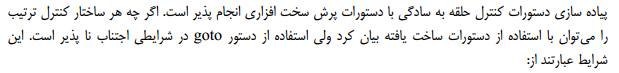 پیاده سازی دستورات کنترل حلقه به سادگی با دستورات پرش سخت افزاری انجام پذیر است. اگر چه هر ساختار کنترل ترتیب
را می‌توان با استفاده از دستورات ساخت یافته بیان کرد ولی استفاده از دستور goto در شرایطی اجتناب نا پذیر است. این
شرایط عبارتند از: